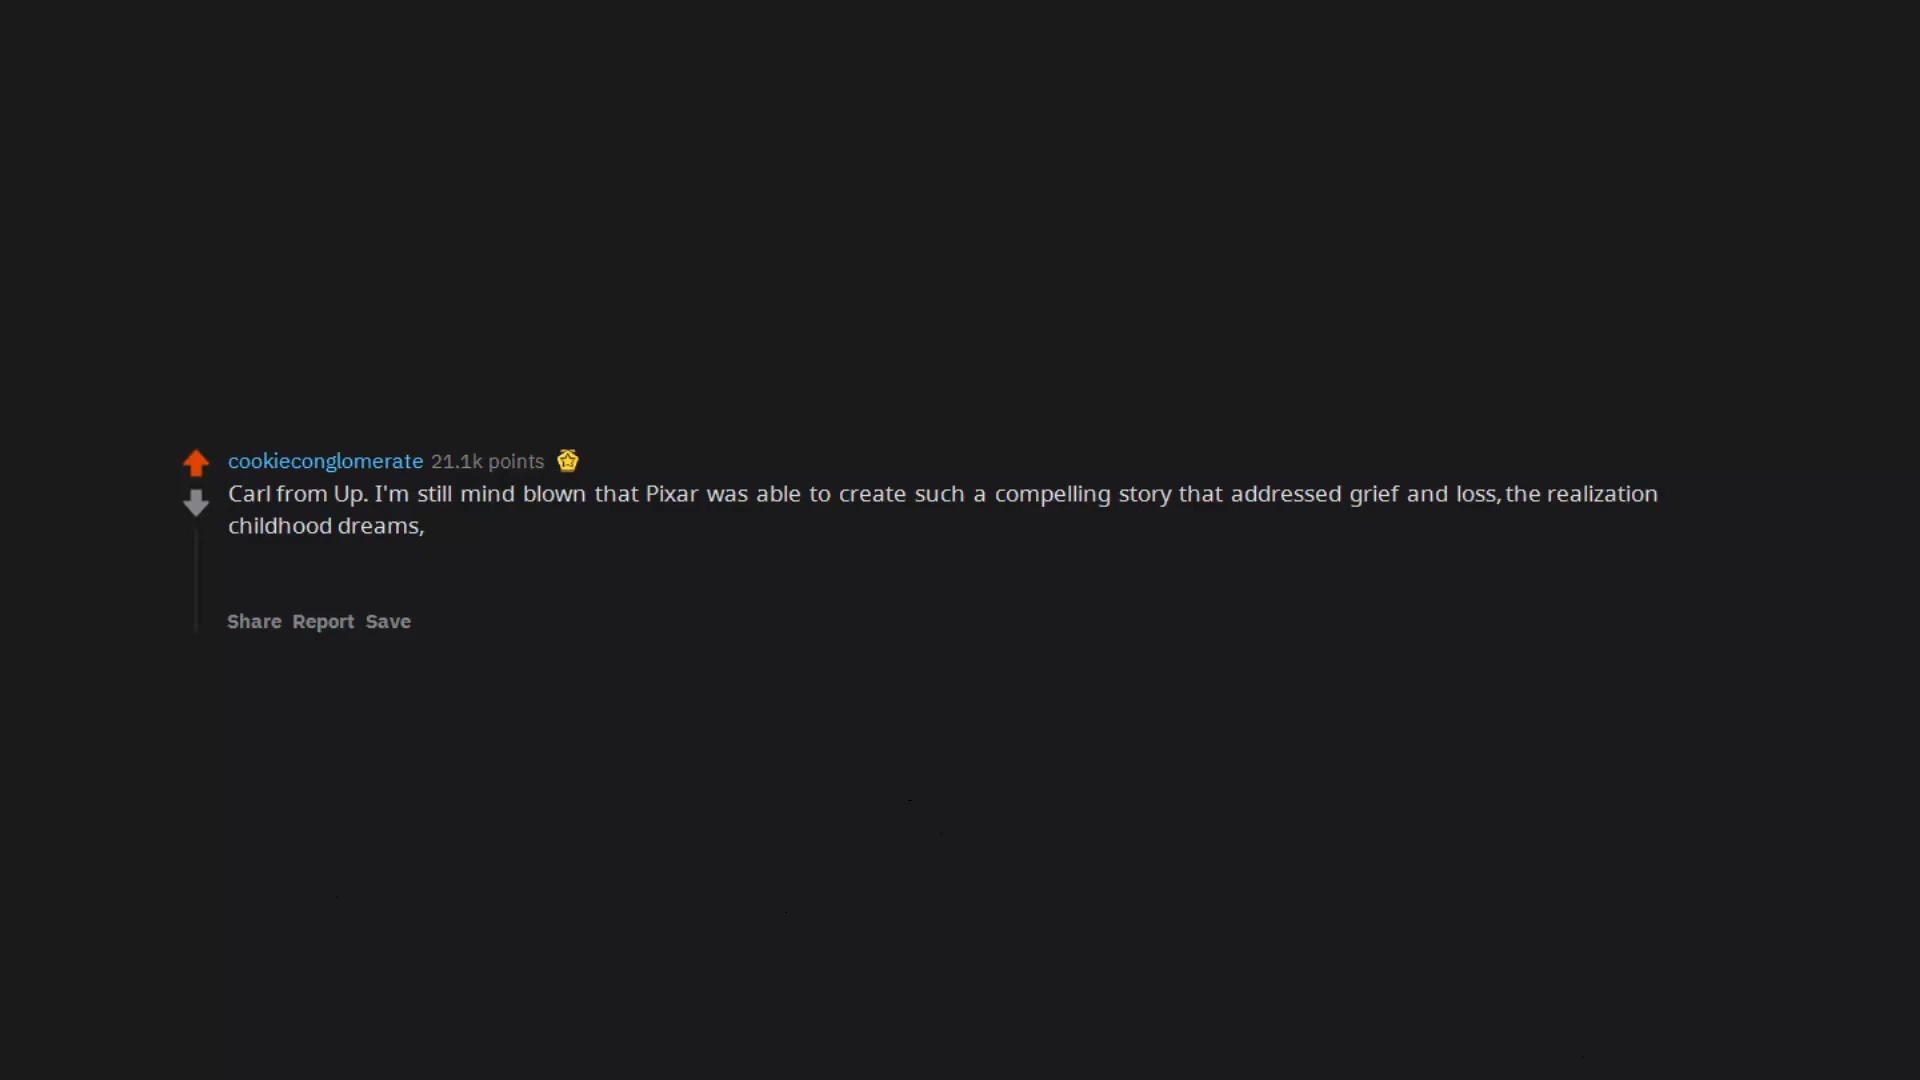 cookieconglomerate 21.1k points
Carl from Up. I'm still mind blown that Pixar was able to create such a compelling story that addressed grief and loss, the realization
childhood dreams,
Share Report Save